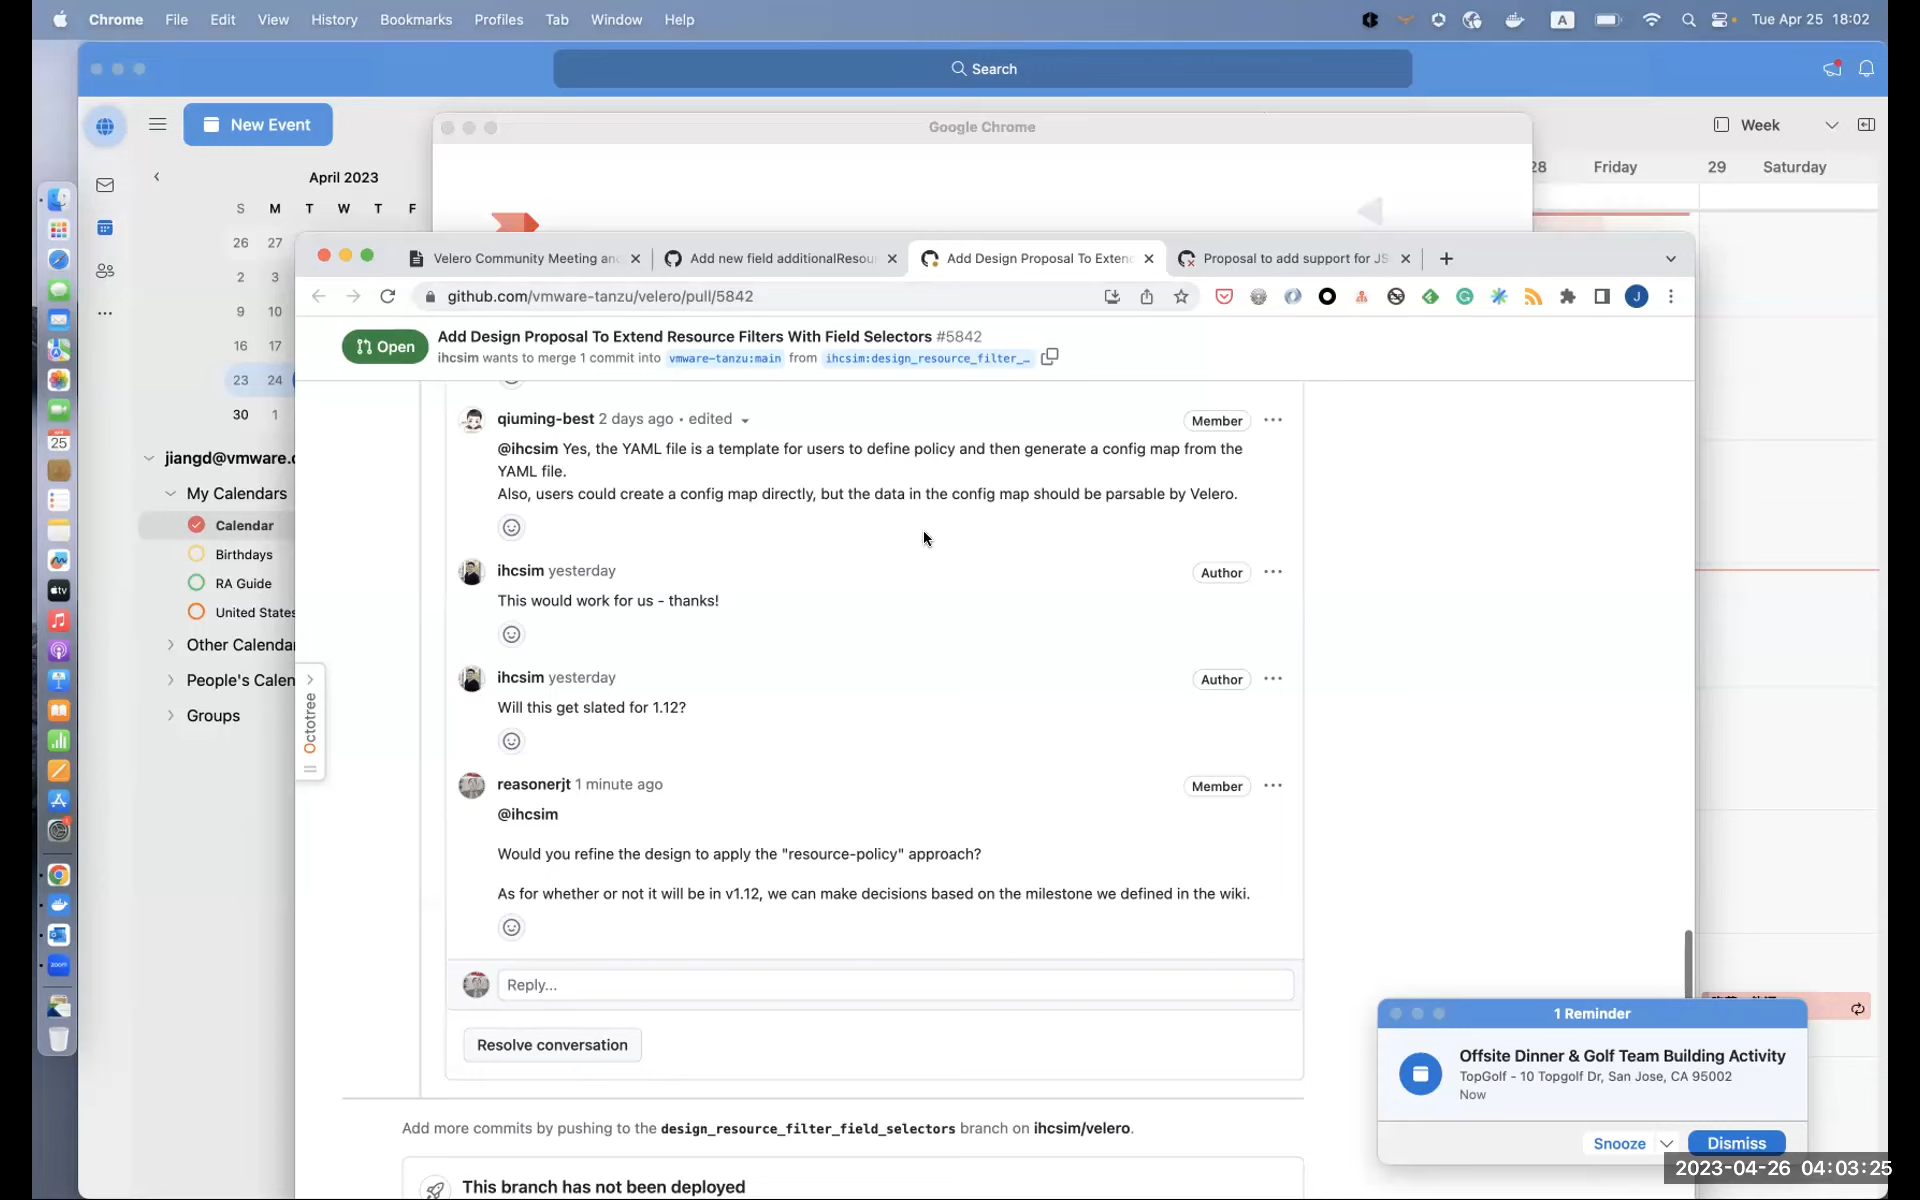 Chrome File Edit View History Bookmarks Profiles Tab Window Help
A
Tue Apr 25 18:02
Search
New Event
Google Chrome
Week
April 2023
28 Friday 29 Saturday
S M T W T F
26 27
2 3
9 10
16 17
23 24
30 1
Velero Community Meeting an
Add new field additionalResou
Add Design Proposal To Exten
Proposal to add support for JS
github.com/vmware-tanzu/velero/pull/5842
J
Open
Add Design Proposal To Extend Resource Filters With Field Selectors #5842
ihcsim wants to merge 1 commit into vmware-tanzu:main from ihcsim:design_resource_filter_…
jiangd@vmware.c
My Calendars
Calendar
Birthdays
RA Guide
United States
Other Calenda
People's Calen
Groups
25
tv
zoom
Octotree
qiuming-best 2 days ago • edited
Member
@ihcsim Yes, the YAML file is a template for users to define policy and then generate a config map from the
YAML file.
Also, users could create a config map directly, but the data in the config map should be parsable by Velero.
ihcsim yesterday
Author
This would work for us - thanks!
ihcsim yesterday
Author
Will this get slated for 1.12?
reasonerjt 1 minute ago
Member
@ihcsim
Would you refine the design to apply the "resource-policy" approach?
As for whether or not it will be in v1.12, we can make decisions based on the milestone we defined in the wiki.
Reply...
Resolve conversation
Add more commits by pushing to the design_resource_filter_field_selectors branch on ihcsim/velero.
This branch has not been deployed
1 Reminder
Offsite Dinner & Golf Team Building Activity
TopGolf - 10 Topgolf Dr, San Jose, CA 95002
Now
Snooze
Dismiss
2023-04-26 04:03:25